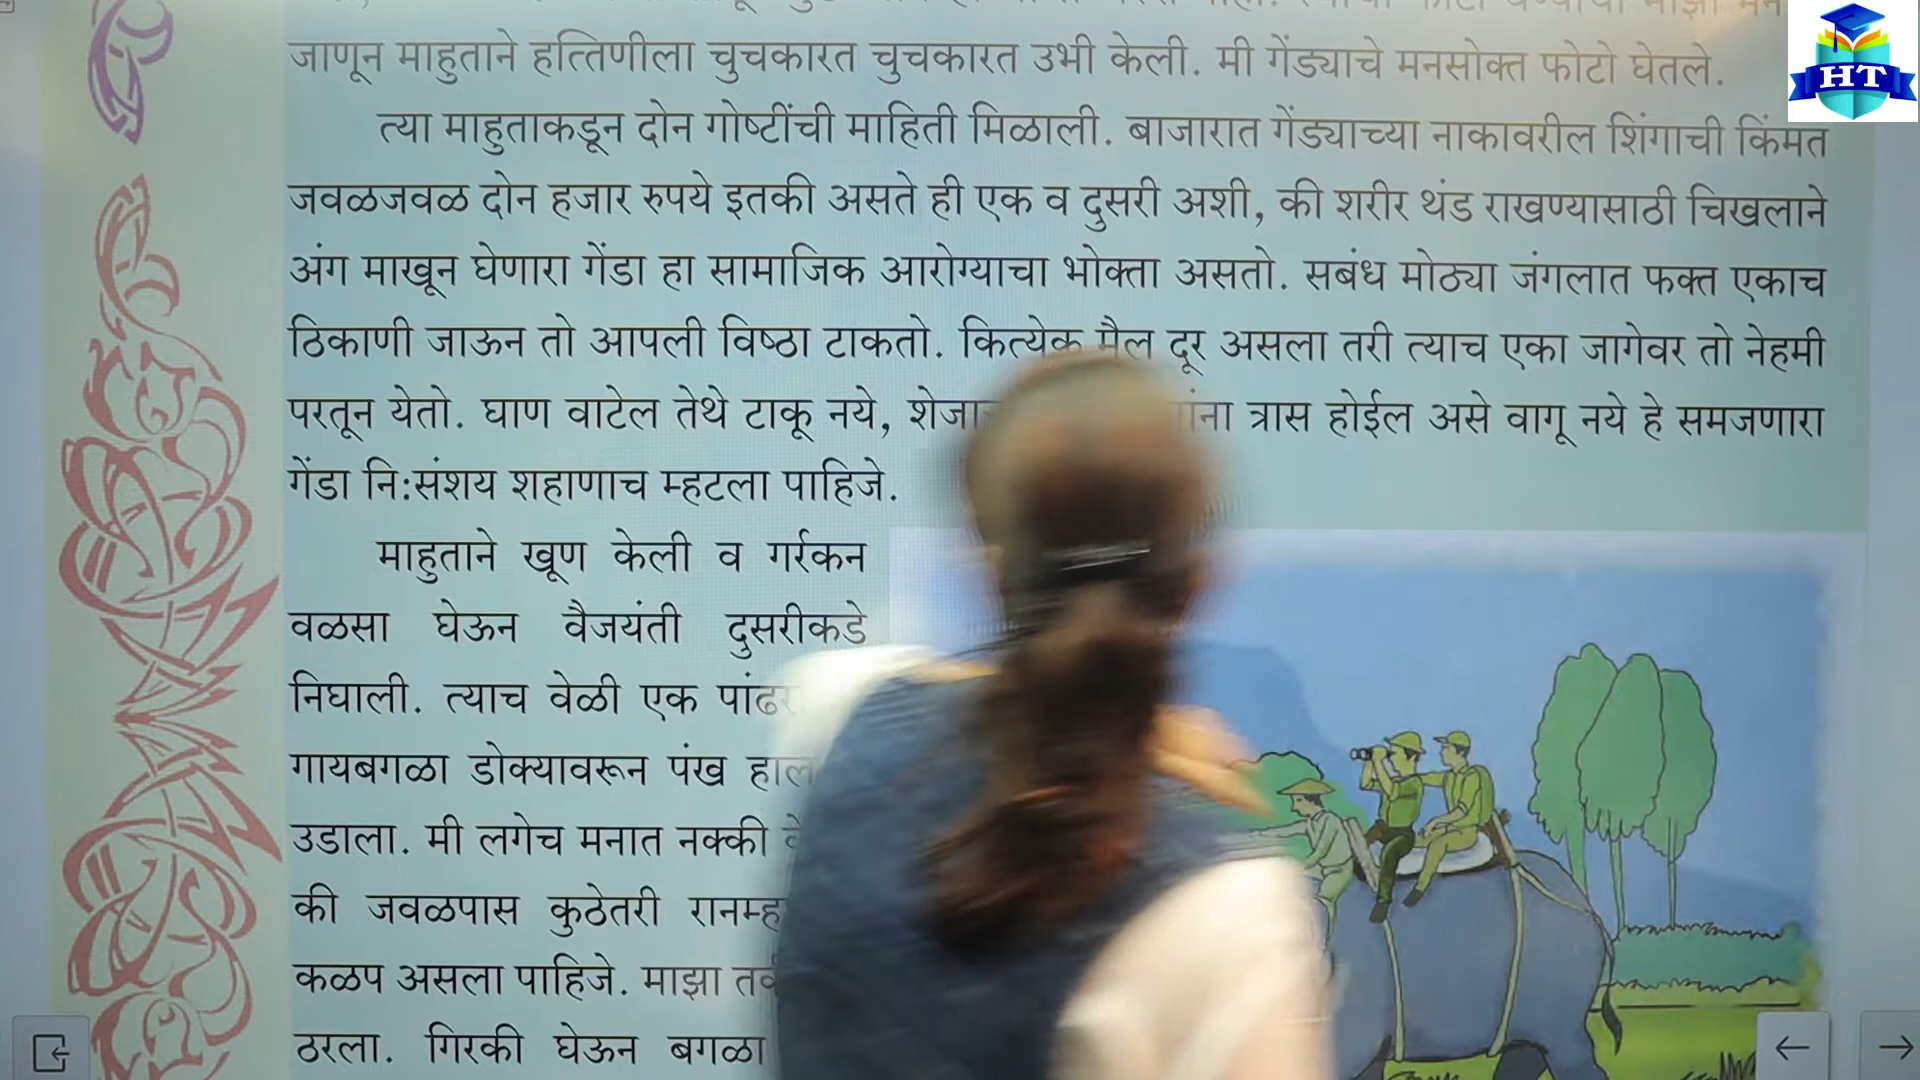 जाणून माहुताने हत्तिणीला चुचकारत चुचकारत उभी केली. मी गेंड्याचे मनसोक्त फोटो घेतले.
HT
त्या माहुताकडून दोन गोष्टींची माहिती मिळाली. बाजारात गेंड्याच्या नाकावरील शिंगाची किंमत
जवळजवळ दोन हजार रुपये इतकी असते ही एक व दुसरी अशी, की शरीर थंड राखण्यासाठी चिखलाने
अंग माखून घेणारा गेंडा हा सामाजिक आरोग्याचा भोक्ता असतो. सबंध मोठ्या जंगलात फक्त एकाच
ठिकाणी जाऊन तो आपली विष्ठा टाकतो. कित्येक मैल दूर असला तरी त्याच एका जागेवर तो नेहमी
परतून येतो. घाण वाटेल तेथे टाकू नये, त्रास होईल असे वागू नये हे समजणारा
गेंडा नि:संशय शहाणाच म्हटला पाहिजे.
माहुताने खूण केली व गर्रकन
वळसा घेऊन वैजयंती दुसरीकडे
निघाली. त्याच वेळी एक
गायबगळा डोक्यावरून पंख
उडाला. मी लगेच मनात नक्की
की जवळपास कुठेतरी
कळप असला पाहिजे. माझा
ठरला. गिरकी घेऊन बगळा